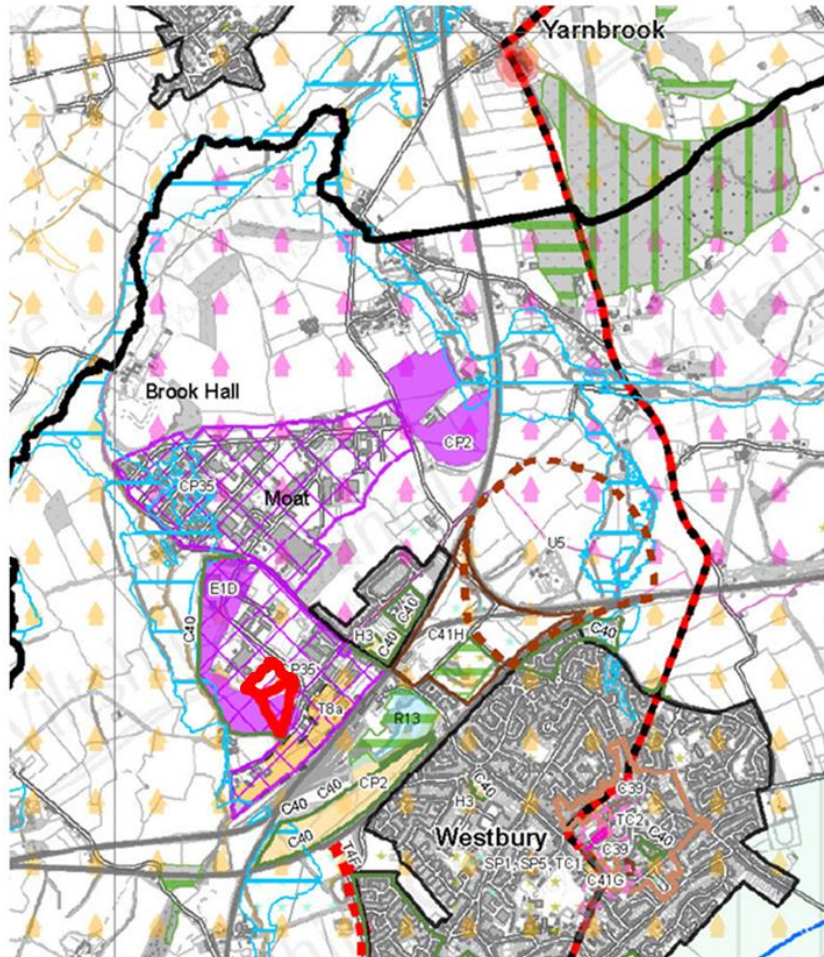 Yarnbrook
Brook Hall
CP2
CP35
Moat
U5
E1D
C40
H3
C40
C40
C41H
C40
CP35
T8a
R13
CP2
C40
C40
C40
C40
H3
Westbury
C39
TC2
C40
SP1, SP5, TC1
C39
C41G